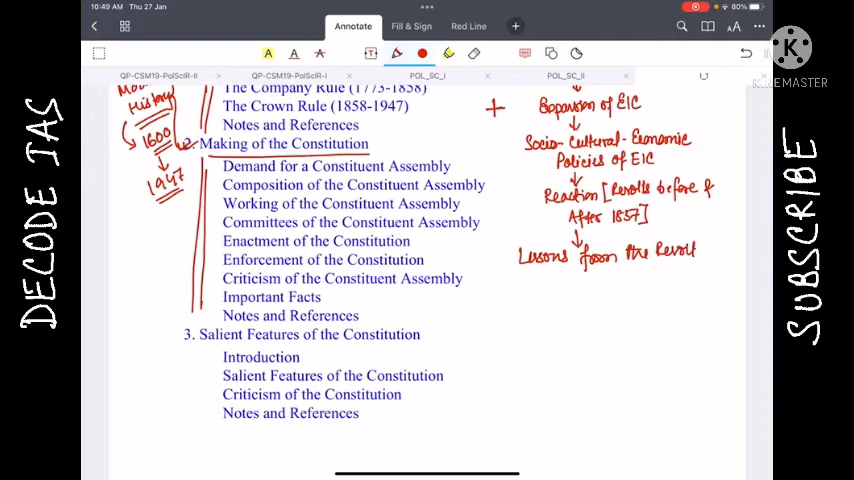 10:49 AM Thu 27 Jan
80%
Annotate
Fill & Sign
Red Line
QP-CSM19-PolSciR-II
QP-CSM19-PolSciR-I
POL_SC_I
POL_SC_II
I_1
K
KINEMASTER
DECODE IAS
SUBSCRIBE
The Company Rule (1773-1858)
The Crown Rule (1858-1947)
Notes and References
2. Making of the Constitution
Demand for a Constituent Assembly
Composition of the Constituent Assembly
Working of the Constituent Assembly
Committees of the Constituent Assembly
Enactment of the Constitution
Enforcement of the Constitution
Criticism of the Constituent Assembly
Important Facts
Notes and References
3. Salient Features of the Constitution
Introduction
Salient Features of the Constitution
Criticism of the Constitution
Notes and References
History
1600
1947
+
Expansion of EIC
Socio-Cultural-Economic
Policies of EIC
Reaction [Revolts before &
After 1857]
Lessons from the Revolt